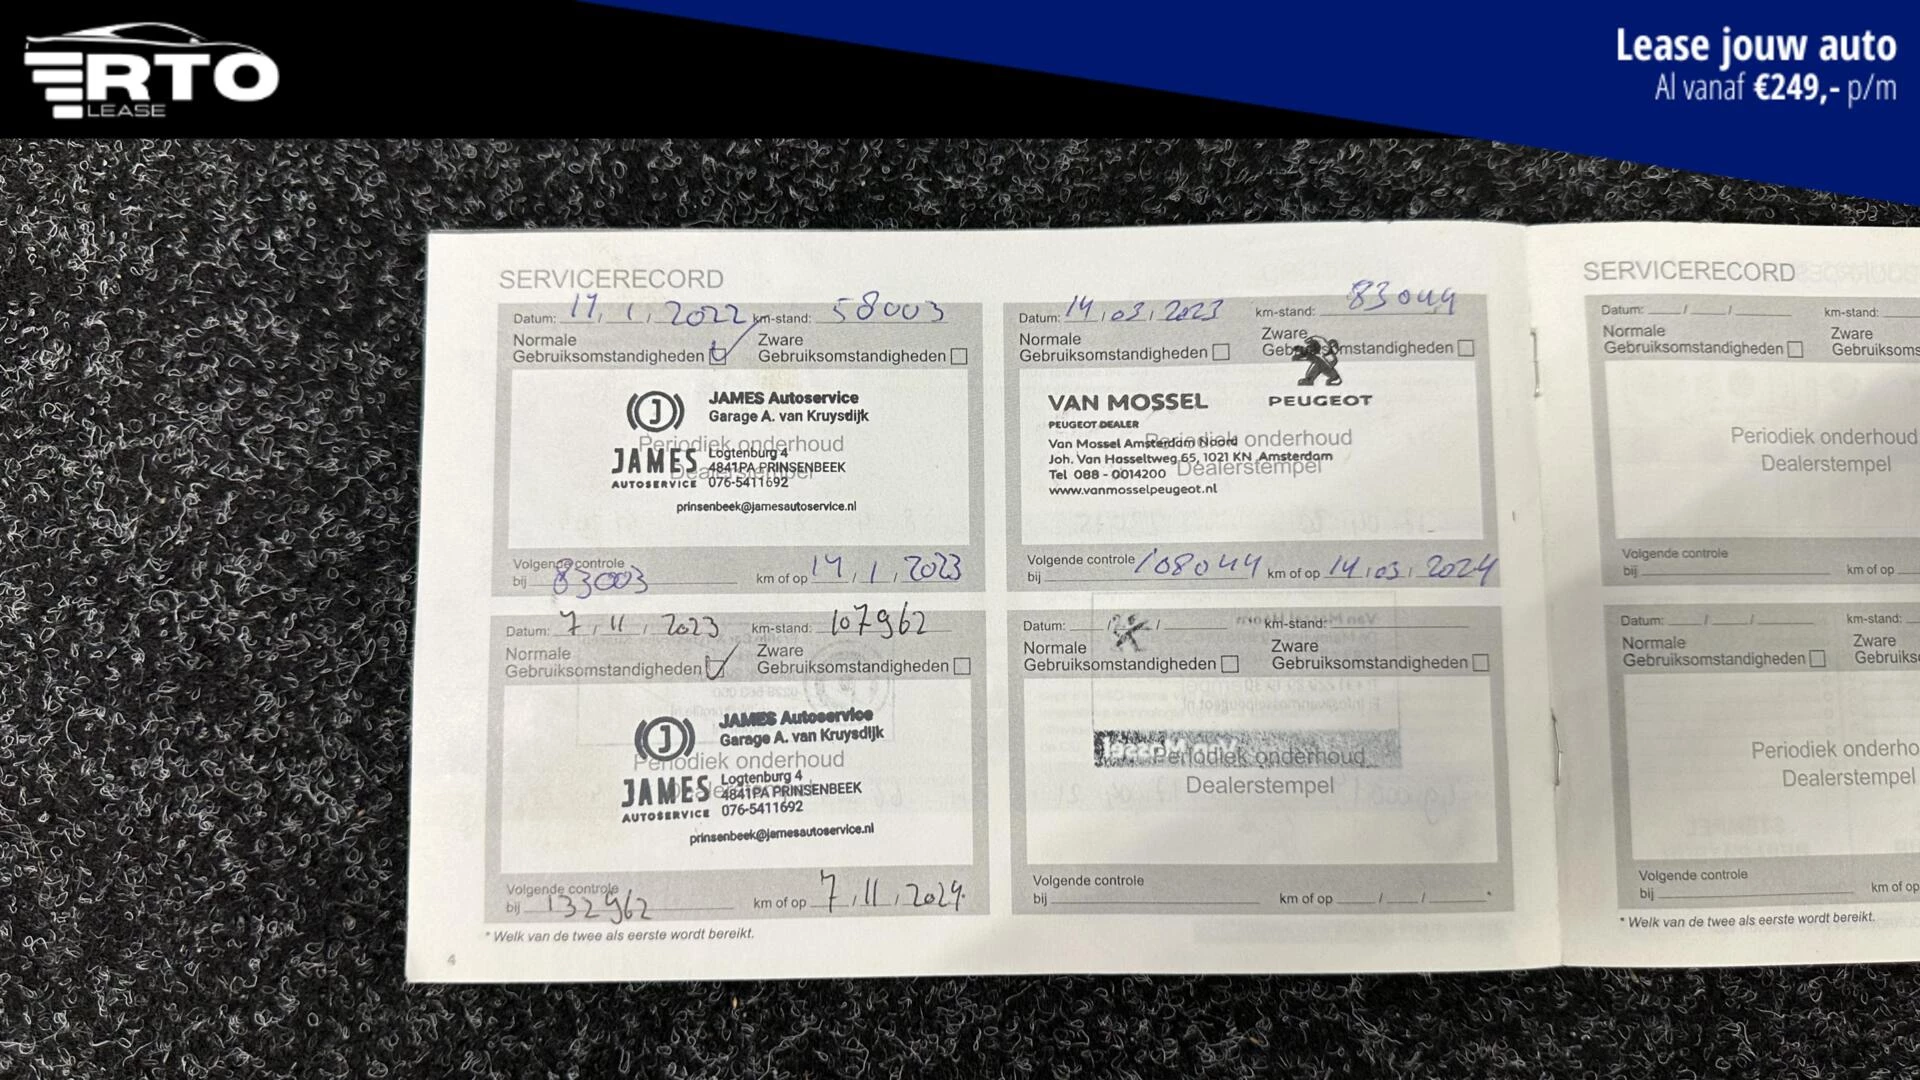 RTO
LEASE
Lease jouw auto
Al vanaf €249,- p/m
SERVICERECORD
Datum: 14, 1, 2022 km-stand: 58003
Normale
Gebruiksomstandigheden
Zware
Gebruiksomstandigheden
JAMES Autoservice
Garage A. van Kruysdijk
Periodiek onderhoud
JAMES
AUTOSERVICE
Logtenburg 4
4841PA PRINSENBEEK
076-5411692
prinsenbeek@jamesautoservice.nl
Volgende controle
bij 83003 km of op 14, 1, 2023
Datum: 14, 03, 2023 km-stand: 83044
Normale
Gebruiksomstandigheden
Zware
Gebruiksomstandigheden
VAN MOSSEL
PEUGEOT DEALER
PEUGEOT
Periodiek onderhoud
Dealerstempel
Van Mossel Amsterdam Noord
Joh. Van Hasseltweg 65, 1021 KN Amsterdam
Tel 088 - 0014200
www.vanmosselpeugeot.nl
Volgende controle
bij 108044 km of op 14, 03, 2024
Datum: 7, 11, 2023 km-stand: 107962
Normale
Gebruiksomstandigheden
Zware
Gebruiksomstandigheden
JAMES Autoservice
Garage A. van Kruysdijk
Periodiek onderhoud
JAMES
AUTOSERVICE
Logtenburg 4
4841PA PRINSENBEEK
076-5411692
prinsenbeek@jamesautoservice.nl
Volgende controle
bij 132962 km of op 7, 11, 2024.
* Welk van de twee als eerste wordt bereikt.
4
Datum: / / km-stand:
Normale
Gebruiksomstandigheden
Zware
Gebruiksomstandigheden
Periodiek onderhoud
Dealerstempel
Volgende controle
bij km of op / / *
SERVICERECORD
Datum: / / km-stand:
Normale
Gebruiksomstandigheden
Zware
Gebruiksoms
Periodiek onderhoud
Dealerstempel
Volgende controle
bij km of op
Datum: / / km-stand:
Normale
Gebruiksomstandigheden
Zware
Gebruiks
Periodiek onderho
Dealerstempel
Volgende controle
bij km of op
* Welk van de twee als eerste wordt bereikt.